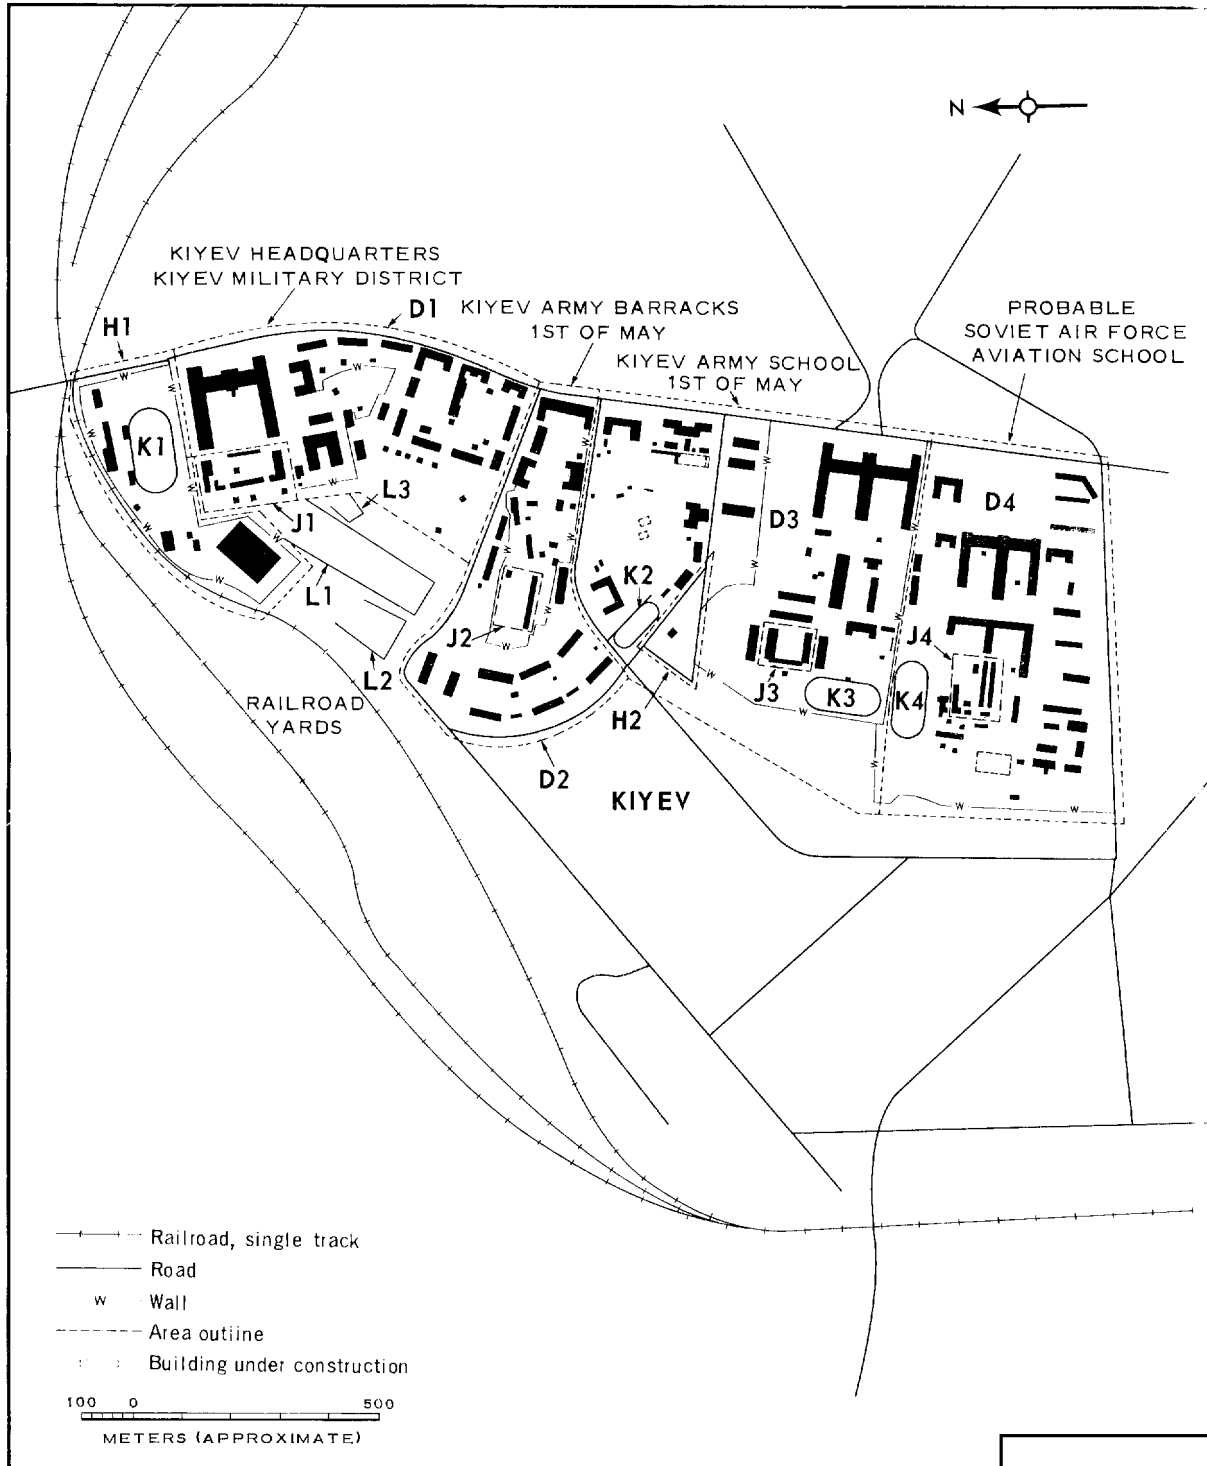 N
KIYEV HEADQUARTERS
KIYEV MILITARY DISTRICT
H1
D1
KIYEV ARMY BARRACKS
1ST OF MAY
KIYEV ARMY SCHOOL
1ST OF MAY
PROBABLE
SOVIET AIR FORCE
AVIATION SCHOOL
W
W
W
W
K1
L3
W
W
J1
W
D3
D4
W
W
W
L1
K2
W
W
W
W
J2
W
W
J4
L2
W
J3
K3
K4
RAILROAD
YARDS
H2
W
D2
W
KIYEV
W
W
Railroad, single track
Road
W Wall
Area outline
Building under construction
100 0 500
METERS (APPROXIMATE)